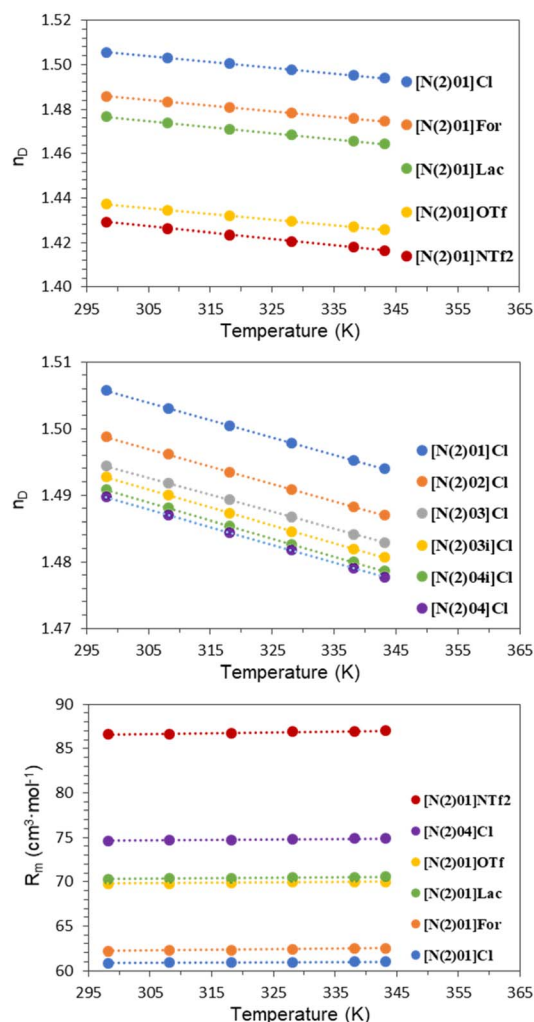 1.52
1.50
1.48
1.46
1.44
1.42
1.40
n_D
[N(2)01]Cl
[N(2)01]For
[N(2)01]Lac
[N(2)01]OTf
[N(2)01]NTf2
295 305 315 325 335 345 355 365
Temperature (K)
1.51
1.50
1.49
1.48
1.47
n_D
[N(2)01]Cl
[N(2)02]Cl
[N(2)03]Cl
[N(2)03i]Cl
[N(2)04i]Cl
[N(2)04]Cl
295 305 315 325 335 345 355 365
Temperature (K)
90
85
80
75
70
65
60
R_m (cm³·mol⁻¹)
[N(2)01]NTf2
[N(2)04]Cl
[N(2)01]OTf
[N(2)01]Lac
[N(2)01]For
[N(2)01]Cl
295 305 315 325 335 345 355 365
Temperature (K)